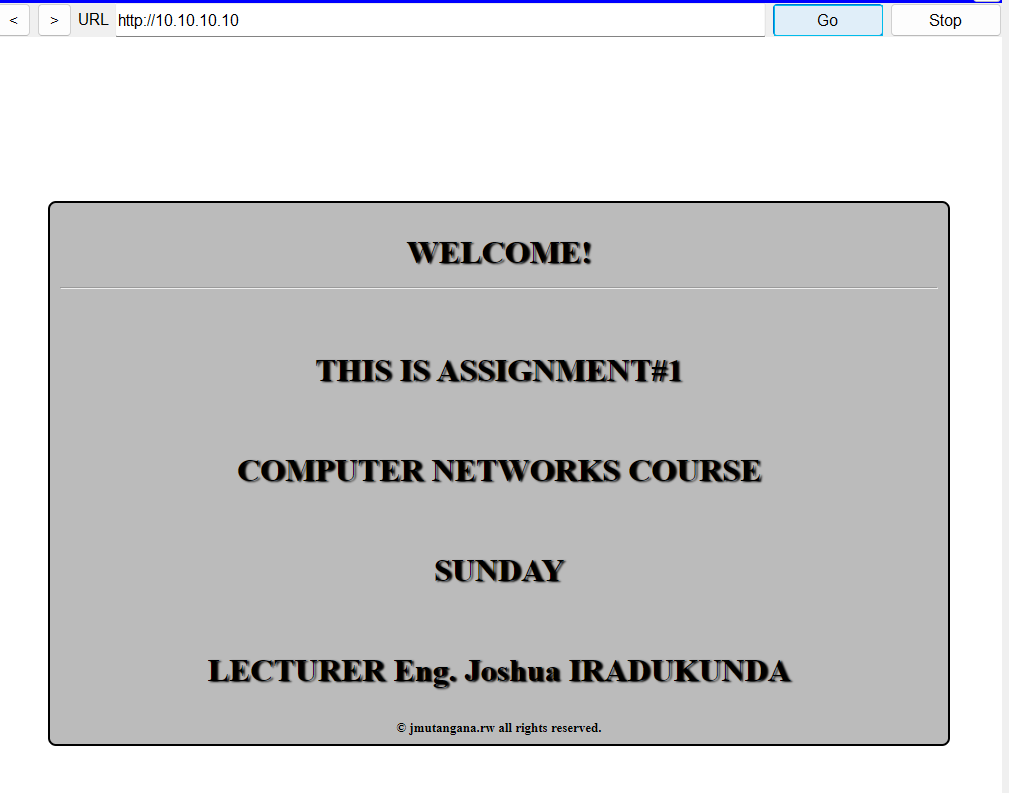 < > URL http://10.10.10.10 Go Stop
WELCOME!
THIS IS ASSIGNMENT#1
COMPUTER NETWORKS COURSE
SUNDAY
LECTURER Eng. Joshua IRADUKUNDA
© jmutangana.rw all rights reserved.